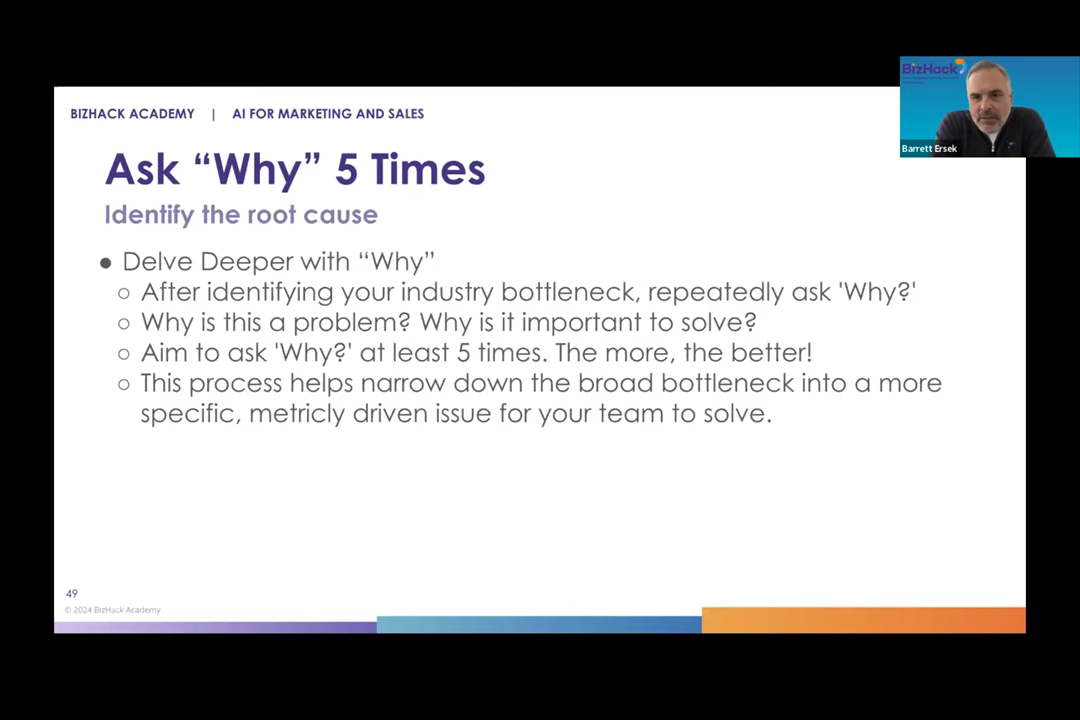 BizHack
Barrett Ersek
BIZHACK ACADEMY | AI FOR MARKETING AND SALES
Ask “Why” 5 Times
Identify the root cause
● Delve Deeper with “Why”
○ After identifying your industry bottleneck, repeatedly ask 'Why?'
○ Why is this a problem? Why is it important to solve?
○ Aim to ask 'Why?' at least 5 times. The more, the better!
○ This process helps narrow down the broad bottleneck into a more
specific, metricly driven issue for your team to solve.
49
© 2024 BizHack Academy